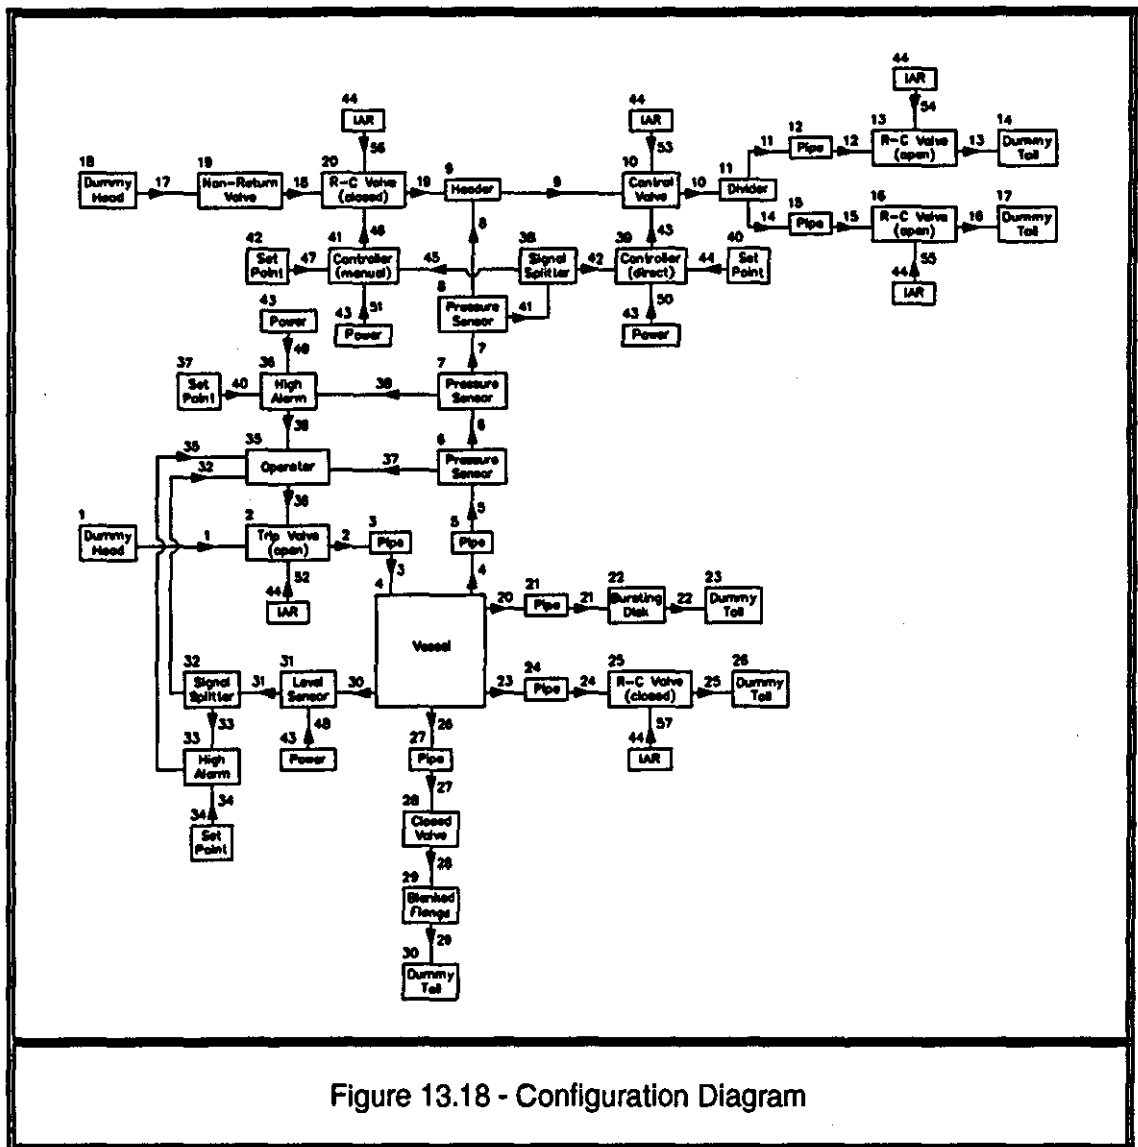 44
IAR
56
44
IAR
53
44
IAR
54
18
Dummy
Head
17
19
Non-Return
Valve
18
20
R-C Valve
(closed)
19
9
Header
9
10
Control
Valve
10
11
Divider
11
12
Pipe
12
13
R-C Valve
(open)
13
14
Dummy
Tail
14
15
Pipe
15
16
R-C Valve
(open)
16
17
Dummy
Tail
55
44
IAR
8
46
43
42
Set
Point
47
41
Controller
(manual)
45
38
Signal
Splitter
42
39
Controller
(direct)
44
40
Set
Point
51
43
Power
8
Pressure
Sensor
41
50
43
Power
43
Power
49
7
37
Set
Point
40
36
High
Alarm
38
7
Pressure
Sensor
39
6
35
32
35
Operator
37
6
Pressure
Sensor
36
5
1
Dummy
Head
1
2
Trip Valve
(open)
2
3
Pipe
3
5
Pipe
4
52
44
IAR
4
Vessel
20
21
Pipe
21
22
Bursting
Disk
22
23
Dummy
Tail
32
Signal
Splitter
31
31
Level
Sensor
30
23
24
Pipe
24
25
R-C Valve
(closed)
25
26
Dummy
Tail
33
48
43
Power
26
57
44
IAR
33
High
Alarm
27
Pipe
34
34
Set
Point
27
28
Closed
Valve
28
29
Blanked
Flange
29
30
Dummy
Tail
Figure 13.18 - Configuration Diagram